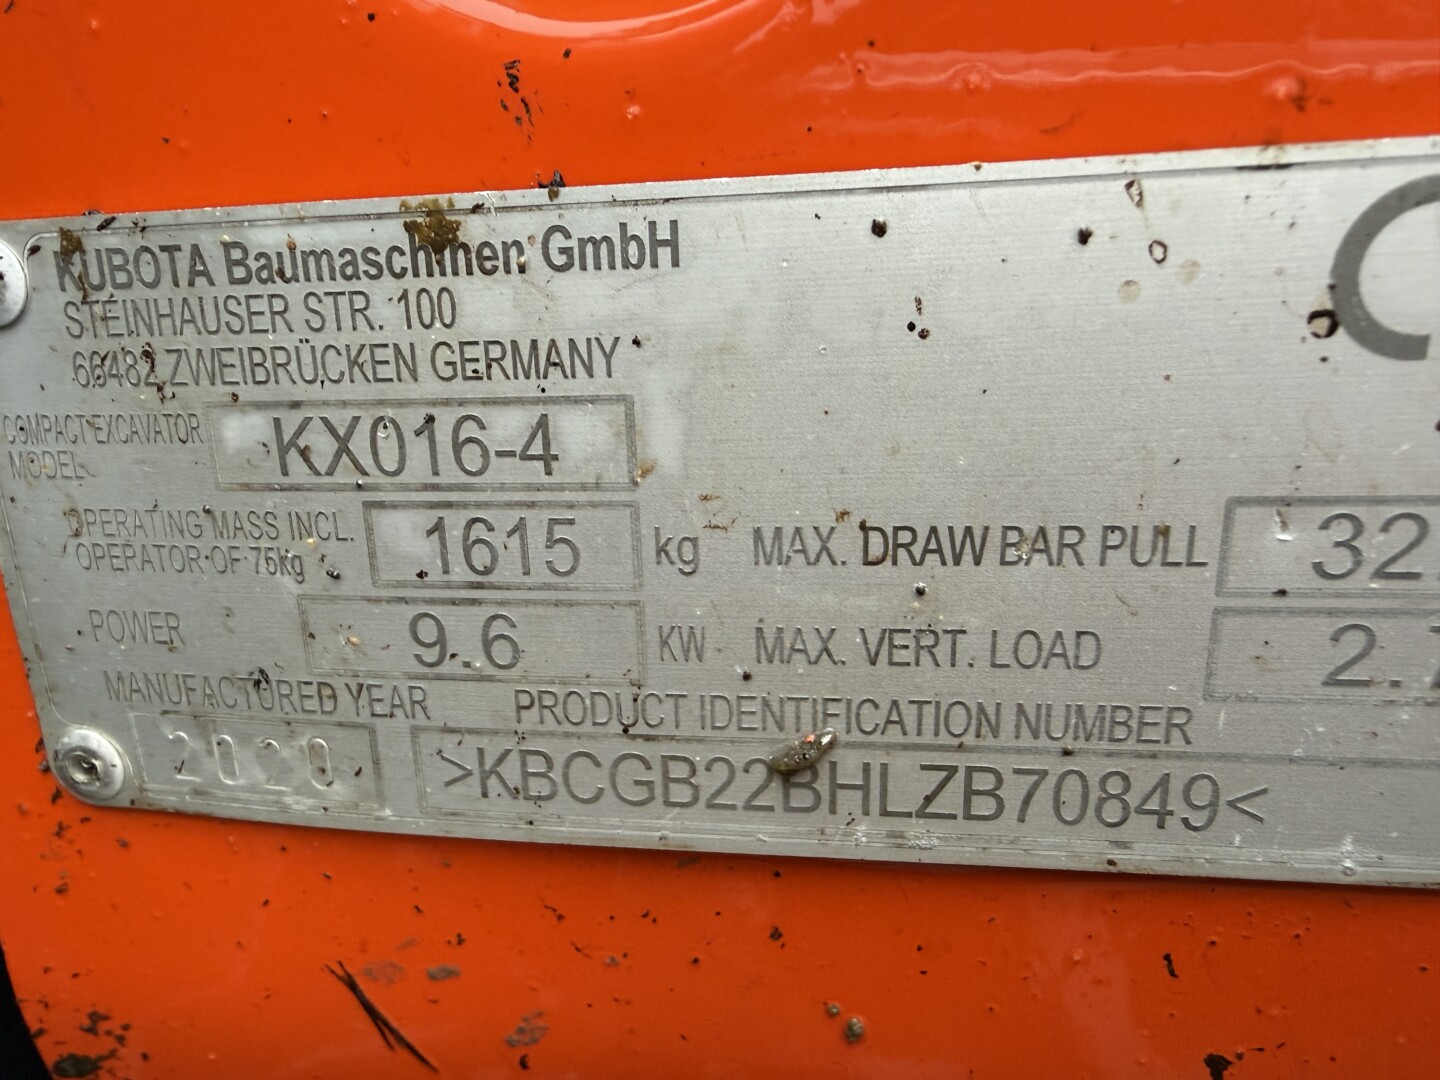 KUBOTA Baumaschinen GmbH
STEINHAUSER STR. 100
66482 ZWEIBRÜCKEN GERMANY
COMPACT EXCAVATOR
MODEL
KX016-4
OPERATING MASS INCL.
OPERATOR OF 75kg
1615 kg
MAX. DRAW BAR PULL
POWER
9.6 KW
MAX. VERT. LOAD
MANUFACTURED YEAR
2020
PRODUCT IDENTIFICATION NUMBER
>KBCGB22BHLZB70849<